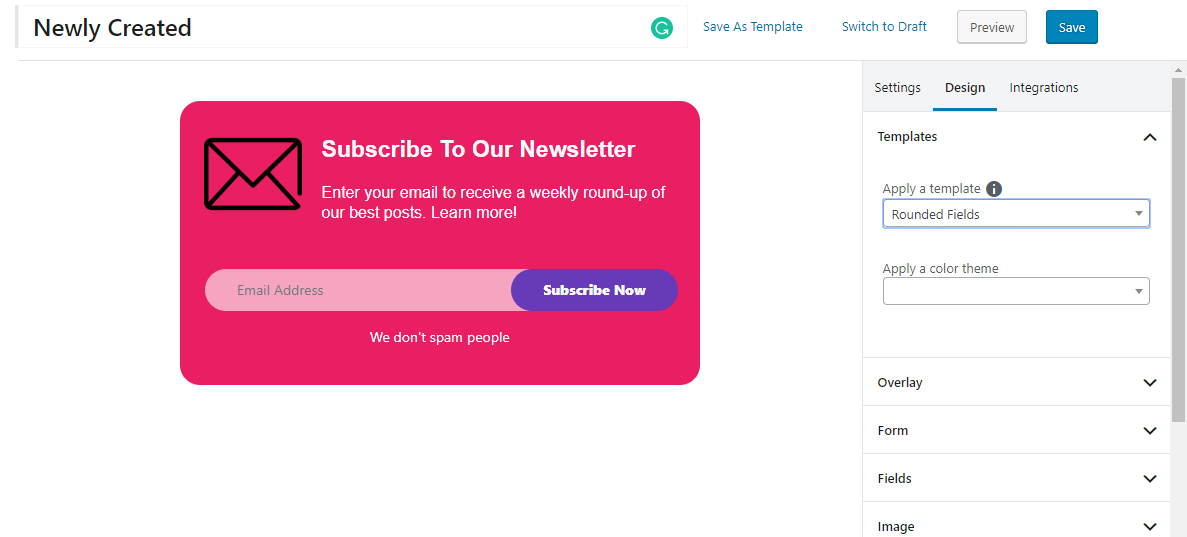 Newly Created
Save As Template
Switch to Draft
Preview
Save
Subscribe To Our Newsletter
Enter your email to receive a weekly round-up of
our best posts. Learn more!
Email Address
Subscribe Now
We don't spam people
Settings
Design
Integrations
Templates
Apply a template
Rounded Fields
Apply a color theme
Overlay
Form
Fields
Image